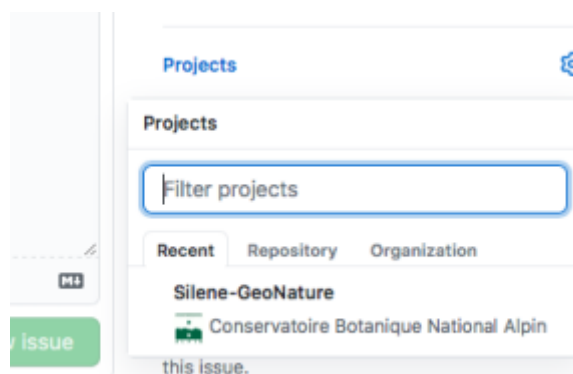 Projects
Projects
Filter projects
Recent Repository Organization
Silene-GeoNature
Conservatoire Botanique National Alpin
issue
this issue.